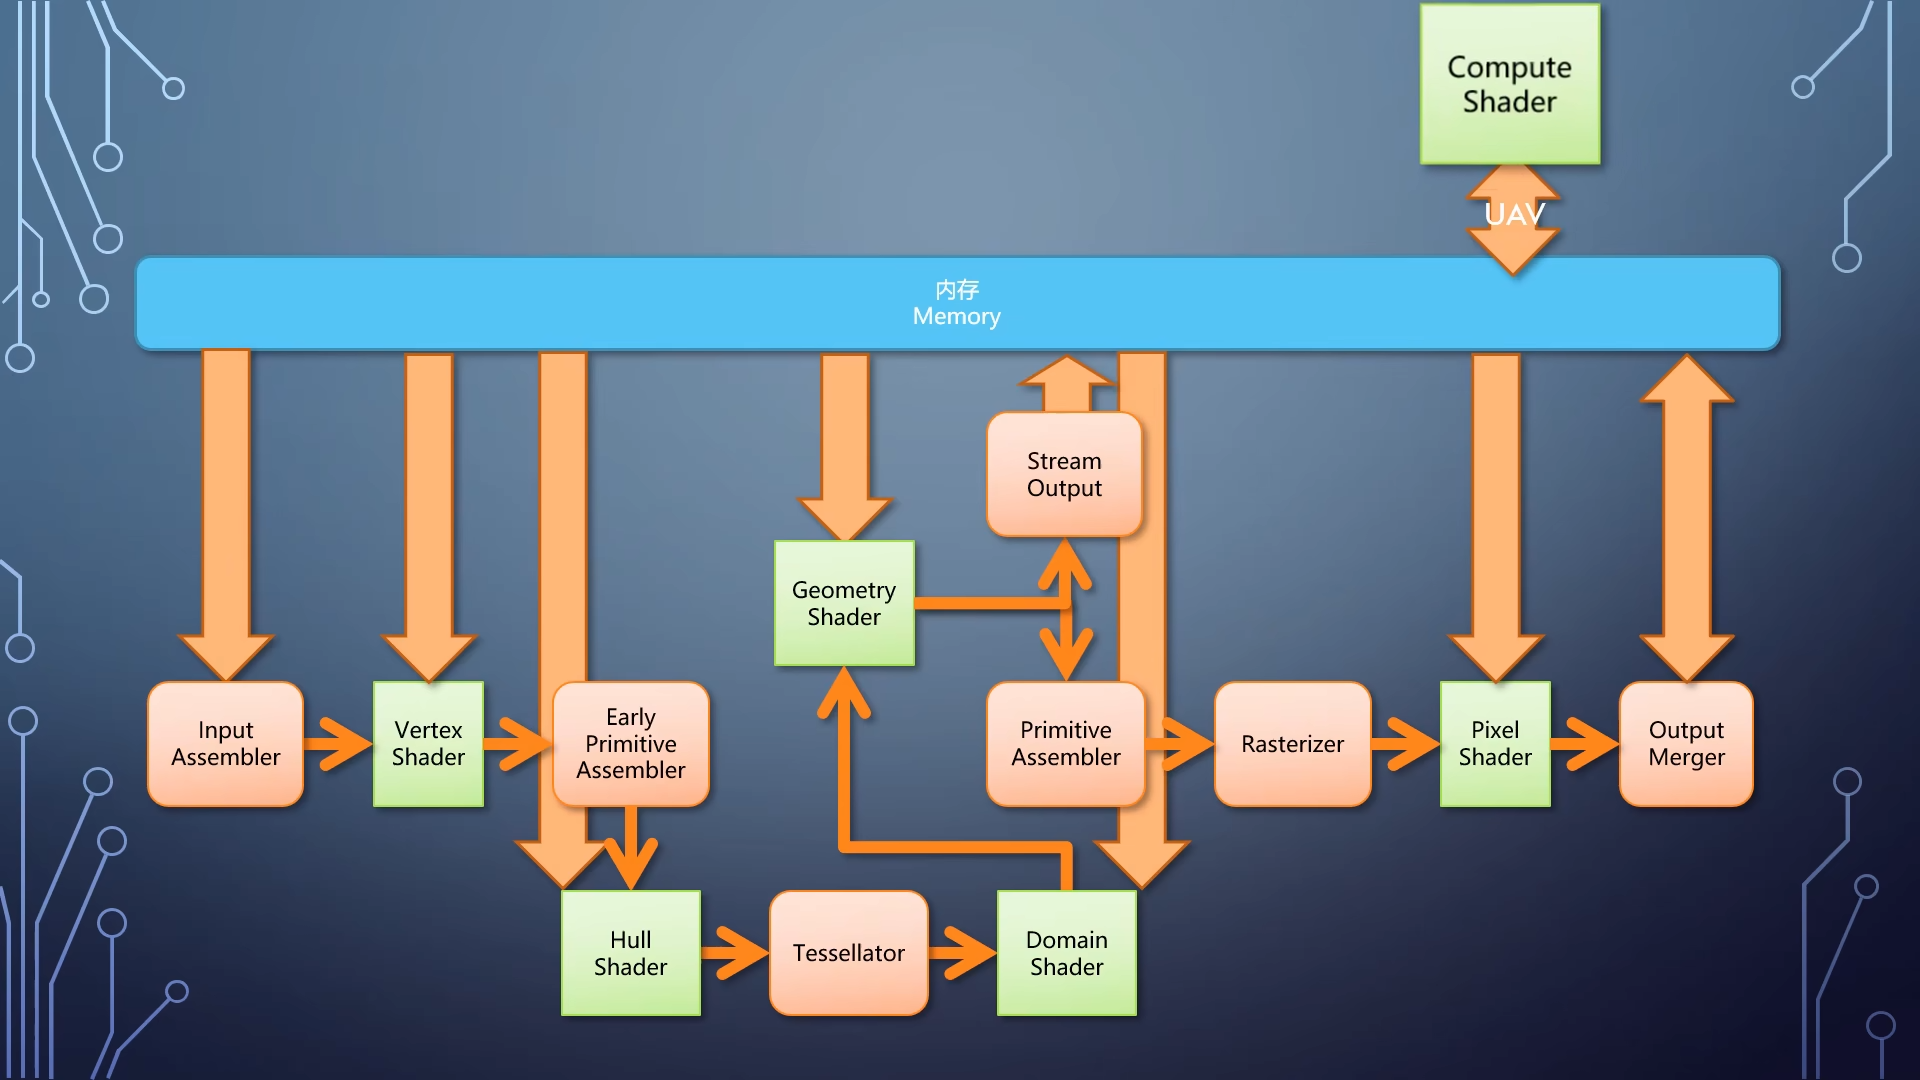 Compute
Shader
UAV
内存
Memory
Stream
Output
Geometry
Shader
Input
Assembler
Vertex
Shader
Early
Primitive
Assembler
Primitive
Assembler
Rasterizer
Pixel
Shader
Output
Merger
Hull
Shader
Tessellator
Domain
Shader